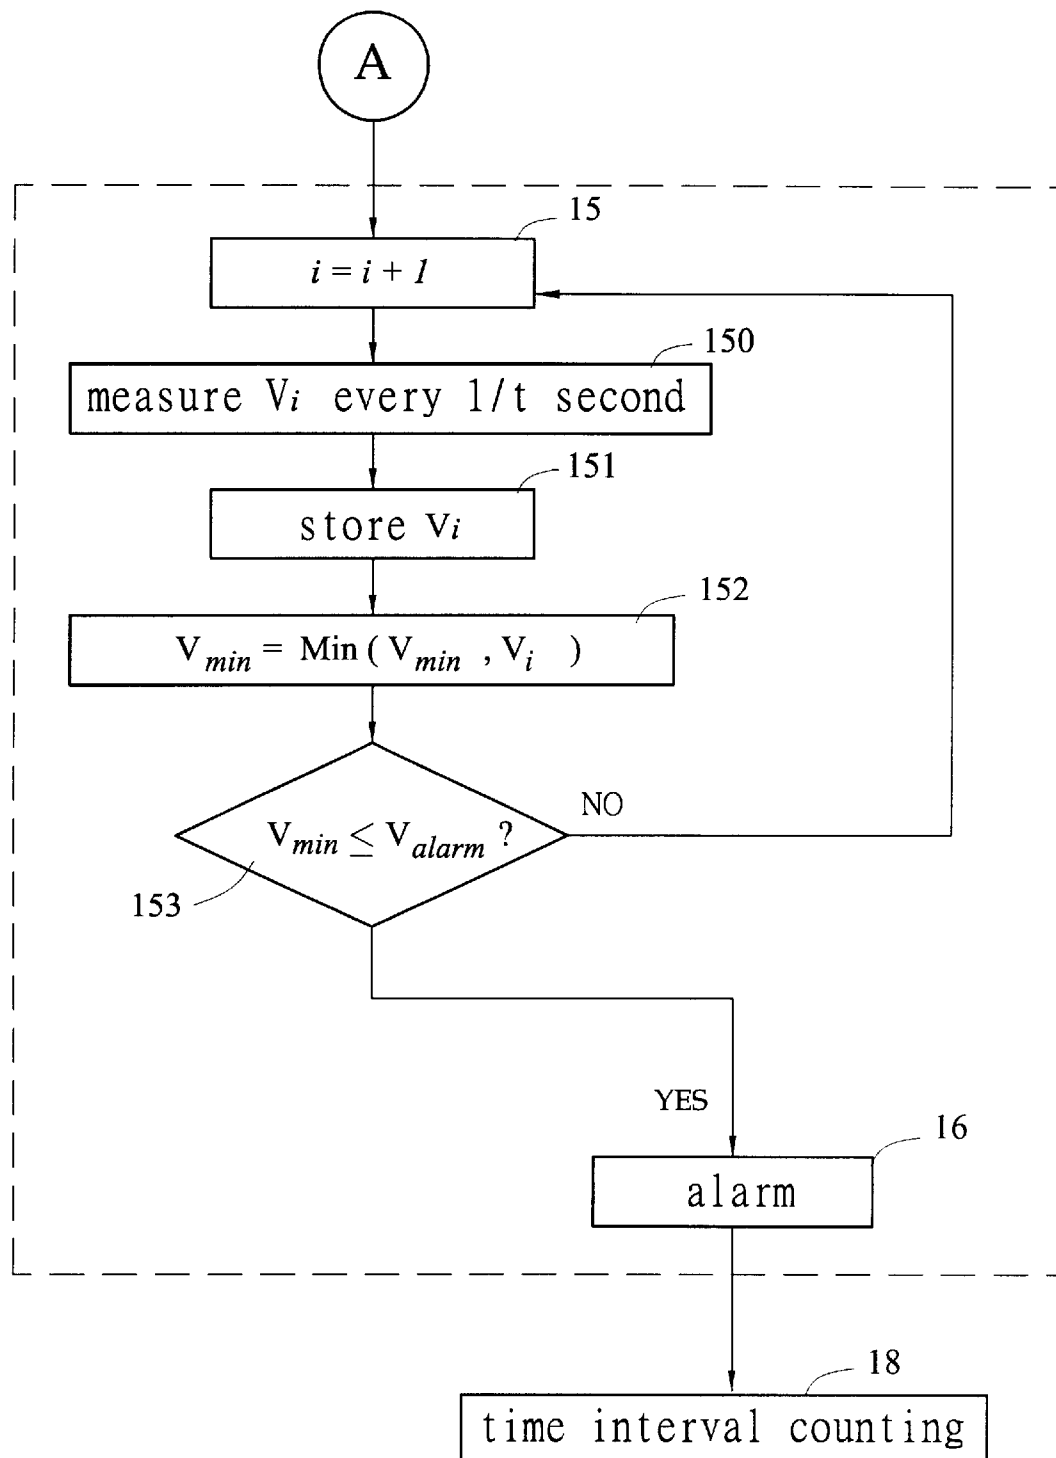 A
15
i = i + 1
150
measure Vi every 1/t second
151
store Vi
152
Vmin = Min ( Vmin , Vi )
NO
Vmin ≤ Valarm ?
153
YES
16
alarm
18
time interval counting